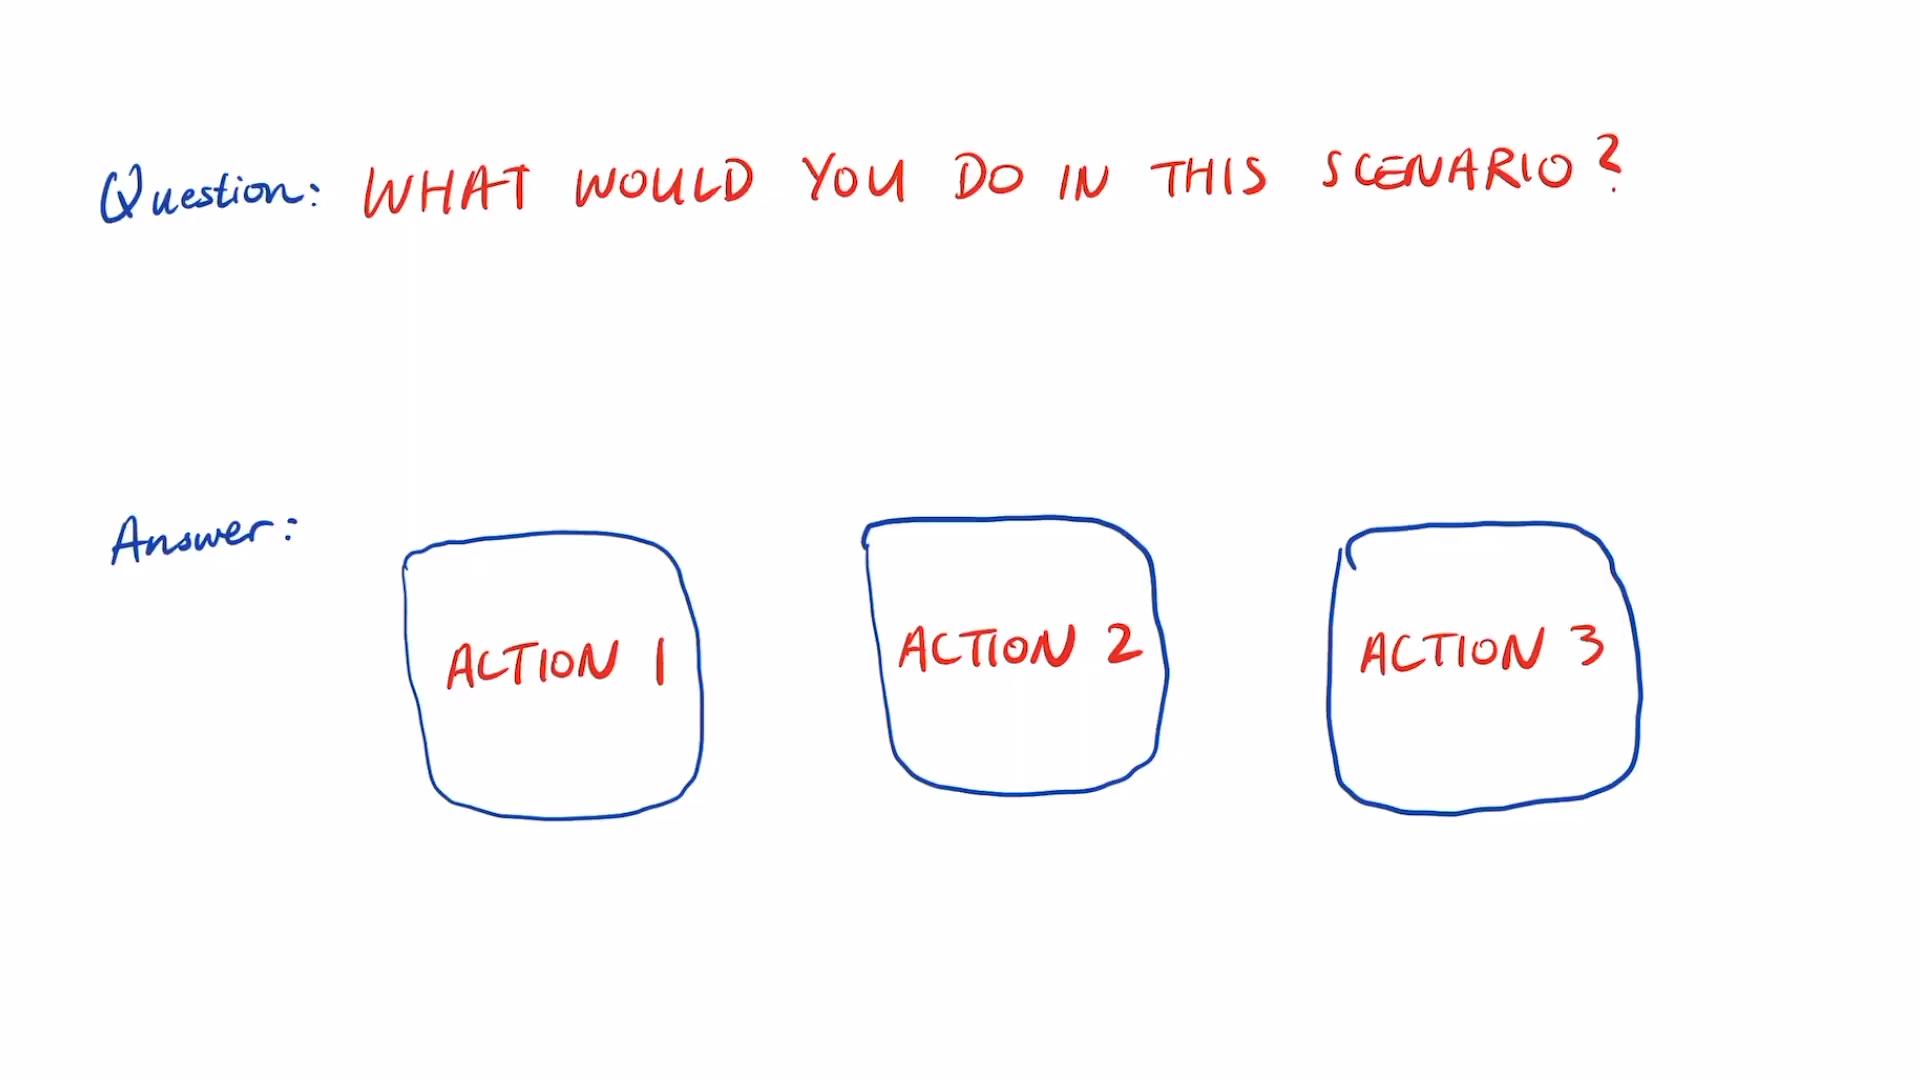 Question: WHAT WOULD YOU DO IN THIS SCENARIO?
Answer:
ACTION 1
ACTION 2
ACTION 3